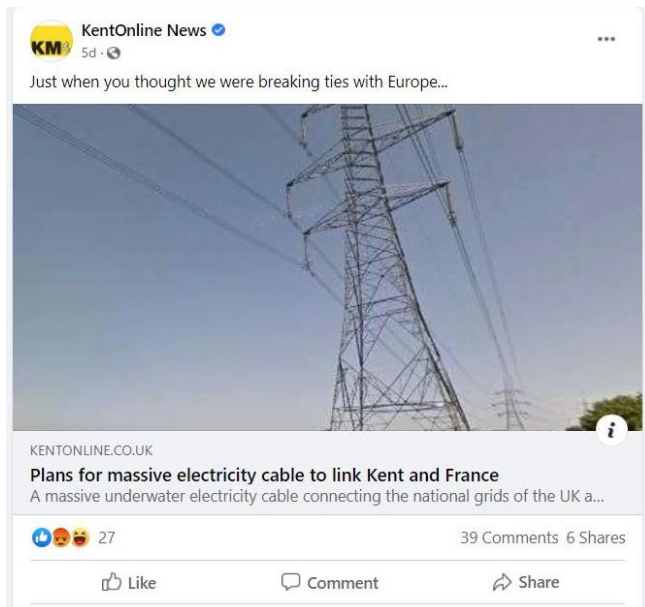 KM
KentOnline News
5d
Just when you thought we were breaking ties with Europe...
i
KENTONLINE.CO.UK
Plans for massive electricity cable to link Kent and France
A massive underwater electricity cable connecting the national grids of the UK a...
27
39 Comments 6 Shares
Like
Comment
Share